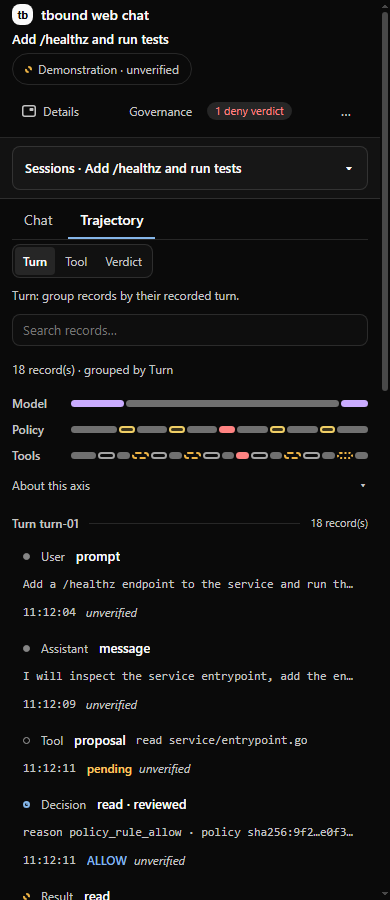 tb tbound web chat
Add /healthz and run tests
Demonstration · unverified
Details Governance 1 deny verdict ...
Sessions · Add /healthz and run tests
Chat Trajectory
Turn Tool Verdict
Turn: group records by their recorded turn.
Search records...
18 record(s) · grouped by Turn
Model
Policy
Tools
About this axis
Turn turn-01 18 record(s)
User prompt
Add a /healthz endpoint to the service and run th…
11:12:04 unverified
Assistant message
I will inspect the service entrypoint, add the en…
11:12:09 unverified
Tool proposal read service/entrypoint.go
11:12:11 pending unverified
Decision read · reviewed
reason policy_rule_allow · policy sha256:9f2…e0f3…
11:12:11 ALLOW unverified
Result read